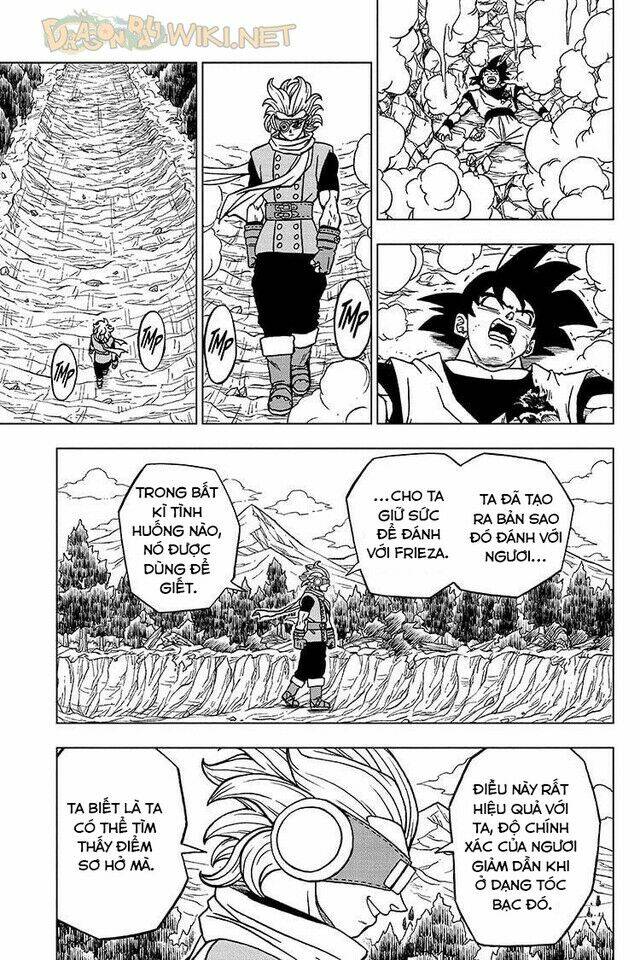 DRAGON BALL WIKI.NET
TMP
TMP
TMP
TMP
TA ĐÃ TẠO
RA BẢN SAO
ĐÓ ĐÁNH VỚI
NGƯƠI...
...CHO TA
GIỮ SỨC
ĐỂ ĐÁNH
VỚI FRIEZA.
TRONG BẤT
KÌ TÌNH
HUỐNG NÀO,
NÓ ĐƯỢC
DÙNG ĐỂ
GIẾT.
ĐIỀU NÀY RẤT
HIỆU QUẢ VỚI
TA, ĐỘ CHÍNH
XÁC CỦA NGƯƠI
GIẢM DẦN KHI
Ở DẠNG TÓC
BẠC ĐÓ.
TA BIẾT LÀ TA
CÓ THỂ TÌM
THẤY ĐIỂM
SƠ HỞ MÀ.